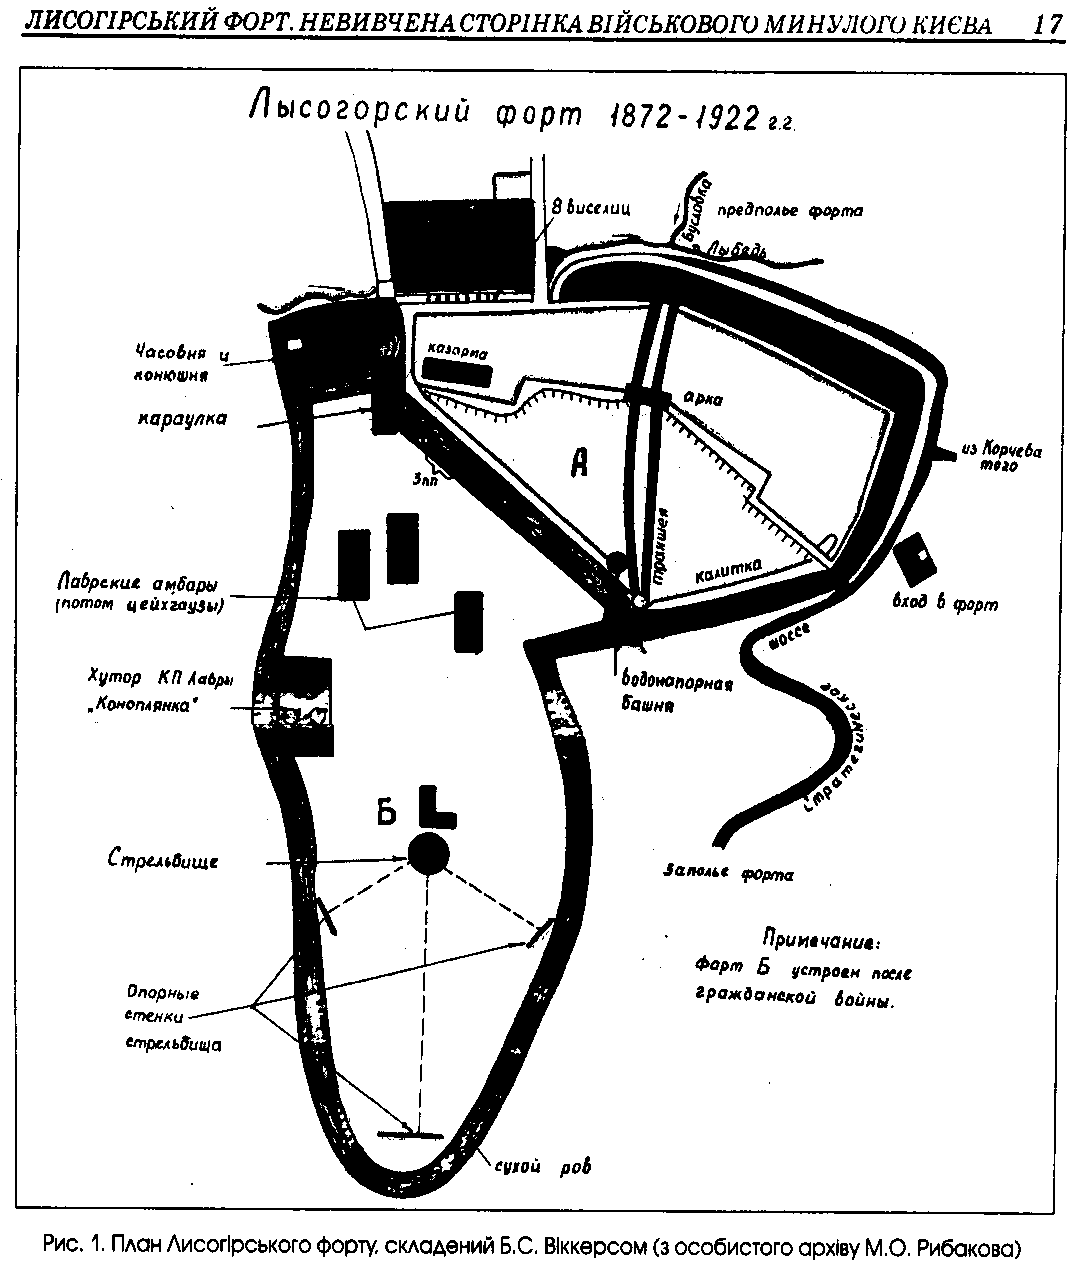 ЛИСОГІРСЬКИЙ ФОРТ. НЕВИВЧЕНА СТОРІНКА ВІЙСЬКОВОГО МИНУЛОГО КИЄВА 17
Лысогорский форт 1872-1922 г.г.
8 виселиц
Бусловка
предполье форта
Лыбедь
Часовня и
конюшня
казарма
караулка
арка
из Корчева
того
А
3пп
траншея
калитка
Лаврские амбары
(потом цейхгаузы)
вход в форт
шоссе
Хутор КП Лавры
„Коноплянка"
водонапорная
башня
Стратегическое
Б
Стрельбище
Заполье форта
Примечание:
Форт Б устроен после
гражданской войны.
Опорные
стенки
стрельбища
сухой ров
Рис. 1. План Лисогірського форту, складений Б.С. Віккерсом (з особистого архіву М.О. Рибакова)